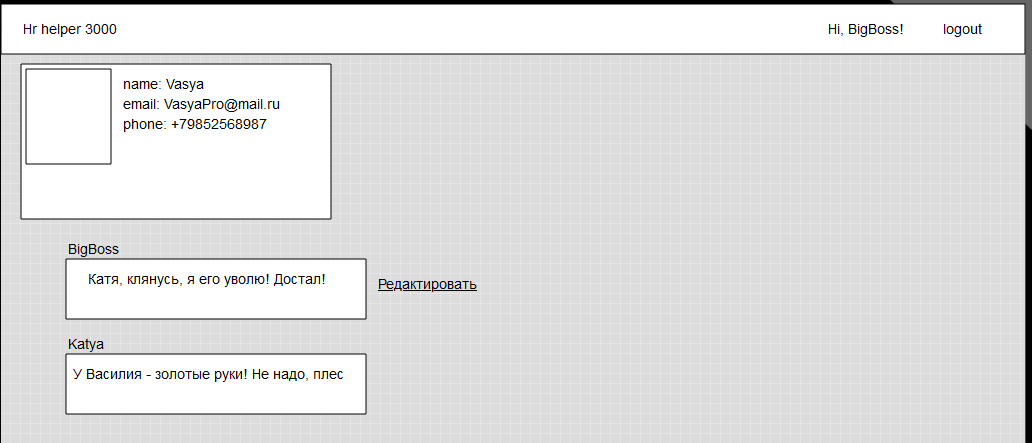 Hr helper 3000
Hi, BigBoss! logout
name: Vasya
email: VasyaPro@mail.ru
phone: +79852568987
BigBoss
Катя, клянусь, я его уволю! Достал!
Редактировать
Katya
У Василия - золотые руки! Не надо, плес